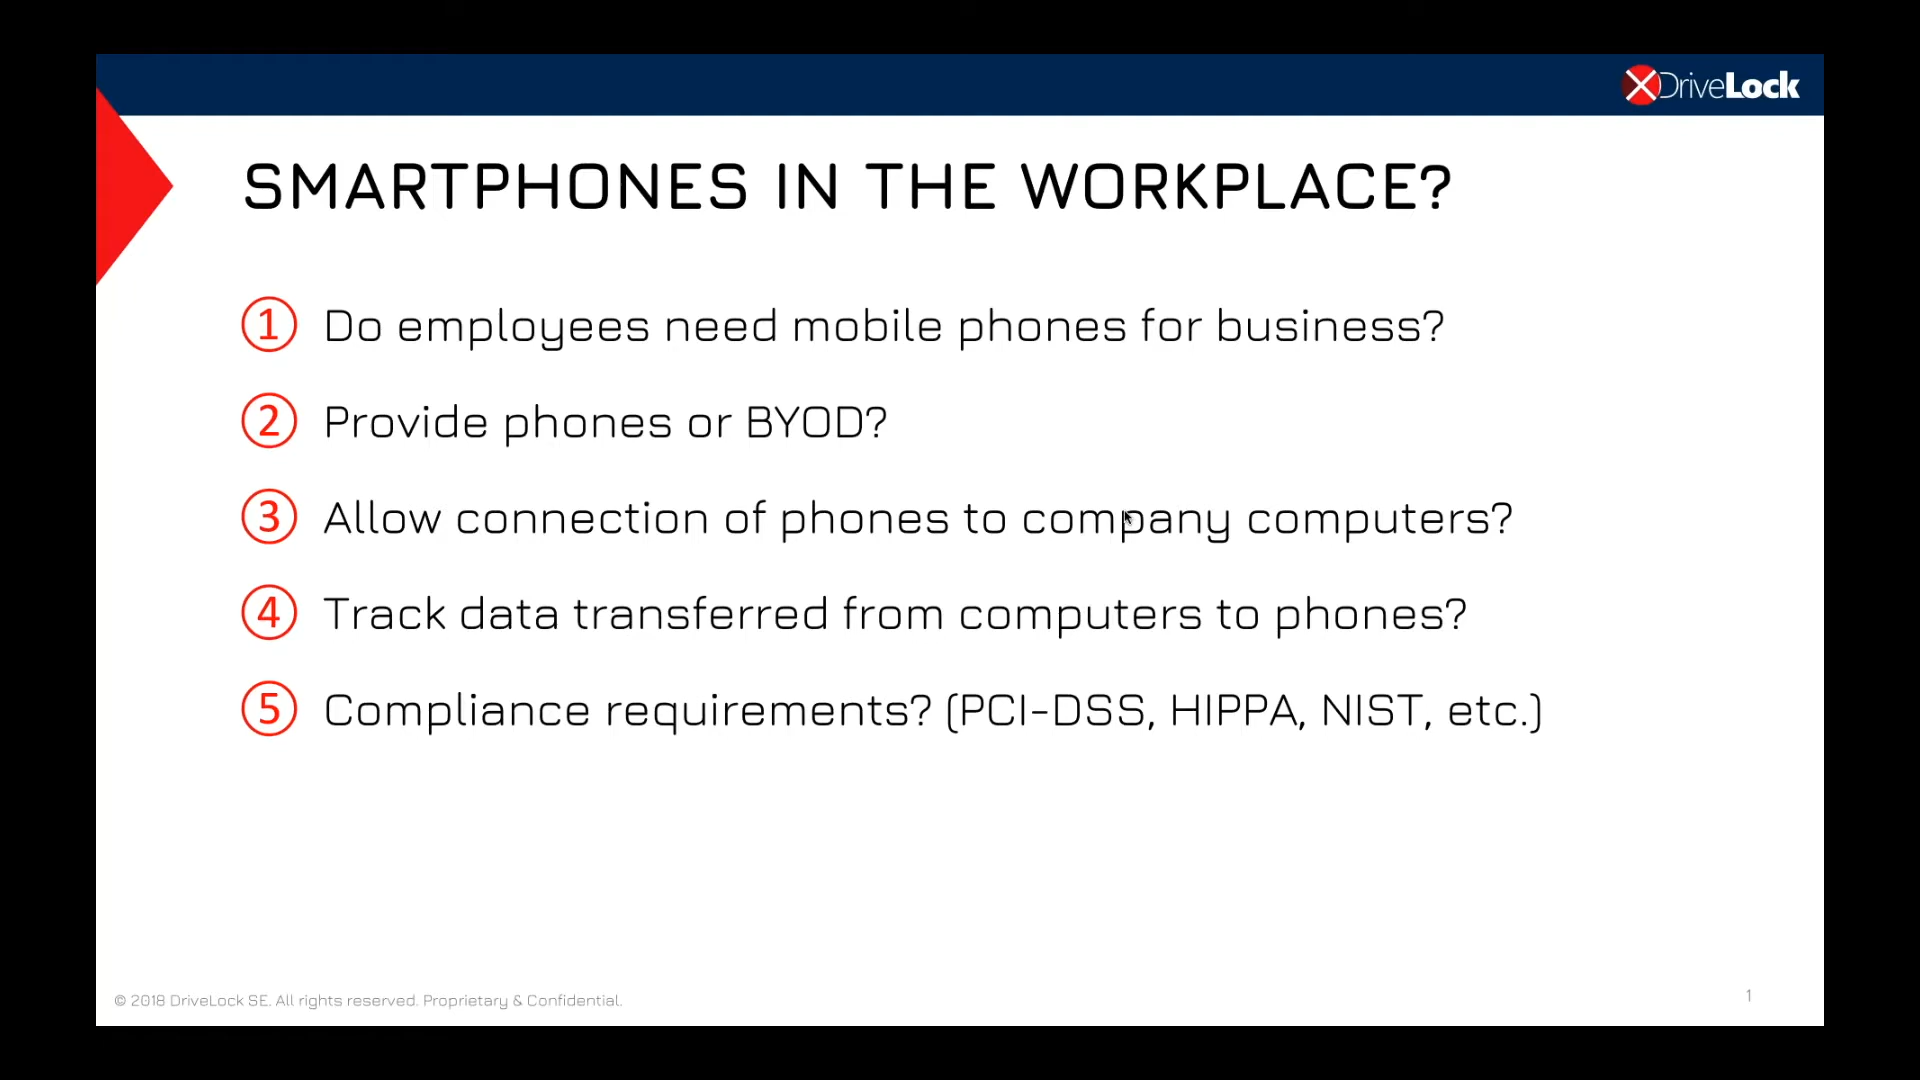 DriveLock
SMARTPHONES IN THE WORKPLACE?
1 Do employees need mobile phones for business?
2 Provide phones or BYOD?
3 Allow connection of phones to company computers?
4 Track data transferred from computers to phones?
5 Compliance requirements? (PCI-DSS, HIPPA, NIST, etc.)
© 2018 DriveLock SE. All rights reserved. Proprietary & Confidential.
1